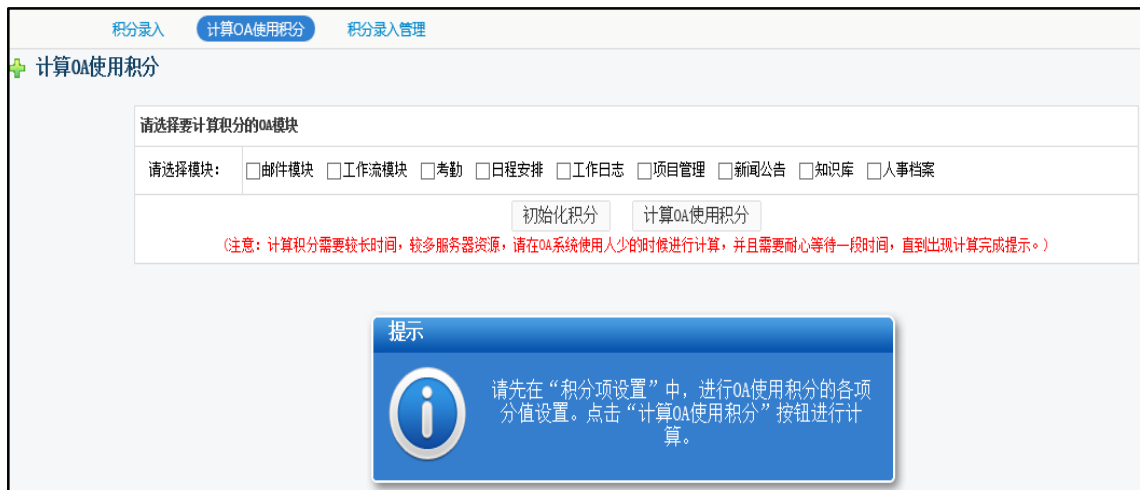 积分录入 计算OA使用积分 积分录入管理
计算OA使用积分
请选择要计算积分的OA模块
请选择模块： 邮件模块 工作流模块 考勤 日程安排 工作日志 项目管理 新闻公告 知识库 人事档案
初始化积分 计算OA使用积分
（注意：计算积分需要较长时间，较多服务器资源，请在OA系统使用人少的时候进行计算，并且需要耐心等待一段时间，直到出现计算完成提示。）
提示
请先在“积分项设置”中，进行OA使用积分的各项
分值设置。点击“计算OA使用积分”按钮进行计
算。